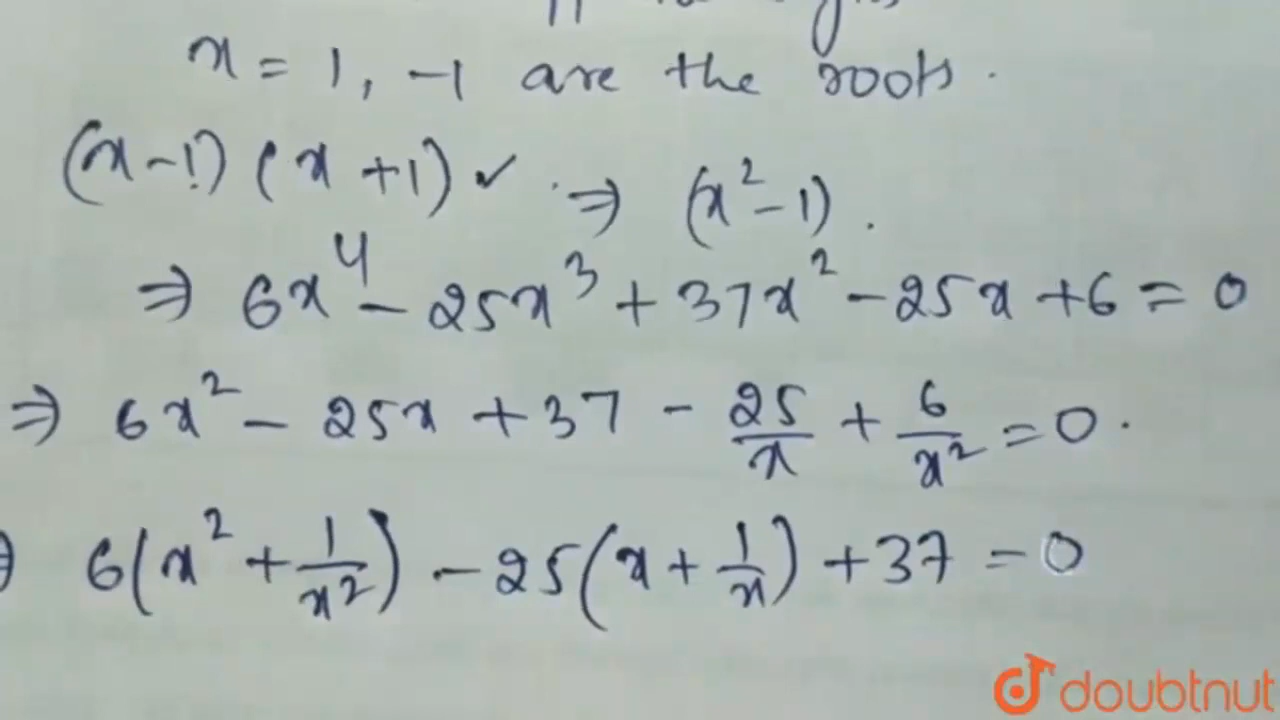 x = 1, -1 are the roots.
(x-1) (x+1) ✓ ⇒ (x²-1).
⇒ 6x⁴ - 25x³ + 37x² - 25x + 6 = 0
⇒ 6x² - 25x + 37 - 25/x + 6/x² = 0.
⇒ 6(x² + 1/x²) - 25(x + 1/x) + 37 = 0
doubtnut